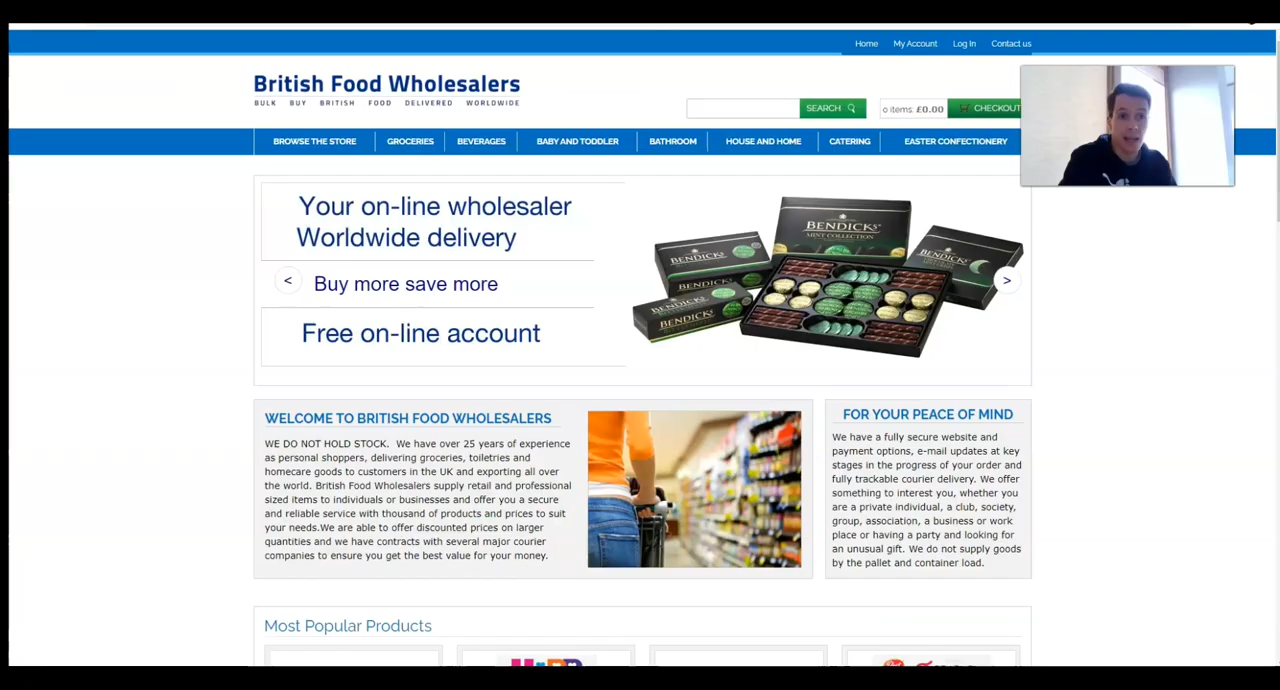 Home My Account Log In Contact us
British Food Wholesalers
BULK BUY BRITISH FOOD DELIVERED WORLDWIDE
SEARCH 0 items: £0.00 CHECKOUT
BROWSE THE STORE GROCERIES BEVERAGES BABY AND TODDLER BATHROOM HOUSE AND HOME CATERING EASTER CONFECTIONERY
Your on-line wholesaler
Worldwide delivery
< Buy more save more >
Free on-line account
BENDICKS
MINT COLLECTION
BENDICKS
BENDICKS
BENDICKS
BENDICKS
WELCOME TO BRITISH FOOD WHOLESALERS
WE DO NOT HOLD STOCK. We have over 25 years of experience
as personal shoppers, delivering groceries, toiletries and
homecare goods to customers in the UK and exporting all over
the world. British Food Wholesalers supply retail and professional
sized items to individuals or businesses and offer you a secure
and reliable service with thousand of products and prices to suit
your needs.We are able to offer discounted prices on larger
quantities and we have contracts with several major courier
companies to ensure you get the best value for your money.
FOR YOUR PEACE OF MIND
We have a fully secure website and
payment options, e-mail updates at key
stages in the progress of your order and
fully trackable courier delivery. We offer
something to interest you, whether you
are a private individual, a club, society,
group, association, a business or work
place or having a party and looking for
an unusual gift. We do not supply goods
by the pallet and container load.
Most Popular Products